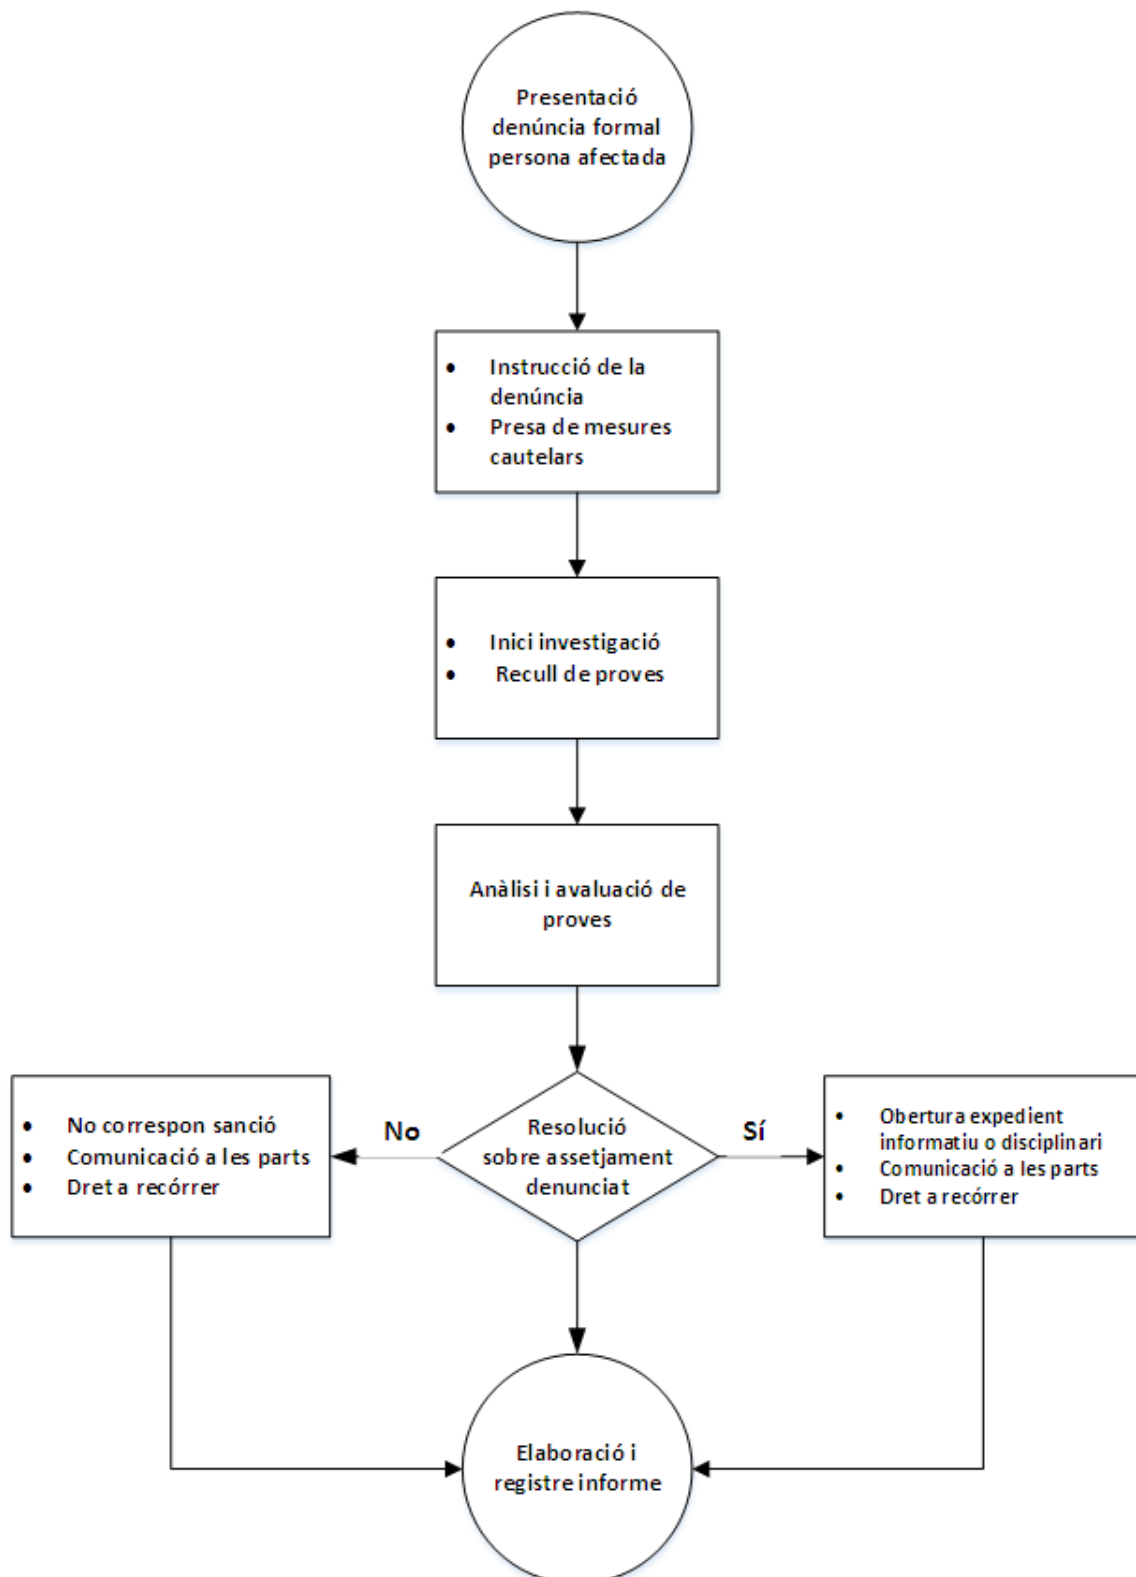 Presentació
denúncia formal
persona afectada
• Instrucció de la
denúncia
• Presa de mesures
cautelars
• Inici investigació
• Recull de proves
Anàlisi i avaluació de
proves
Resolució
sobre assetjament
denunciat
No
Sí
• No correspon sanció
• Comunicació a les parts
• Dret a recórrer
• Obertura expedient
informatiu o disciplinari
• Comunicació a les parts
• Dret a recórrer
Elaboració i
registre informe